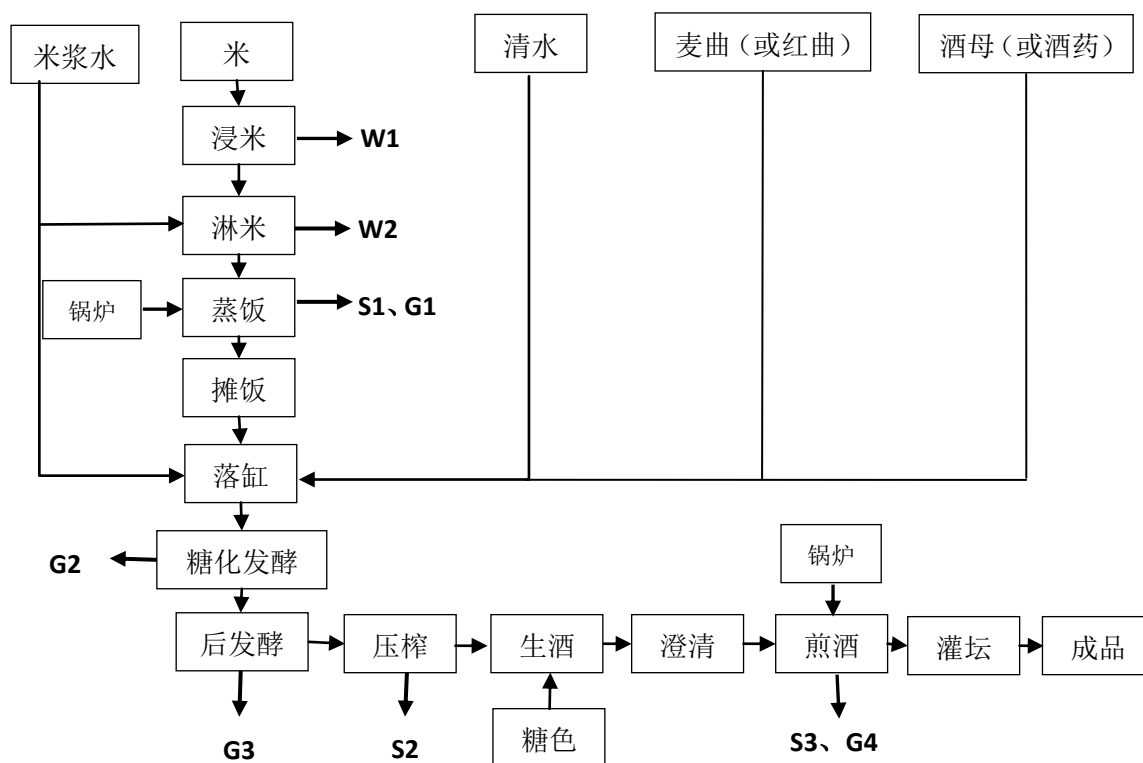 米浆水
米
清水
麦曲（或红曲）
酒母（或酒药）
浸米
W1
淋米
W2
锅炉
蒸饭
S1、G1
摊饭
落缸
G2
糖化发酵
锅炉
后发酵
压榨
生酒
澄清
煎酒
灌坛
成品
G3
S2
糖色
S3、G4